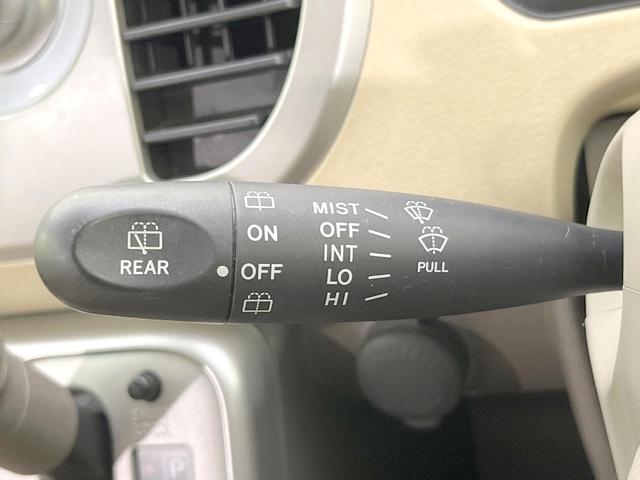 REAR
ON
OFF
MIST
OFF
INT
LO
HI
PULL
P